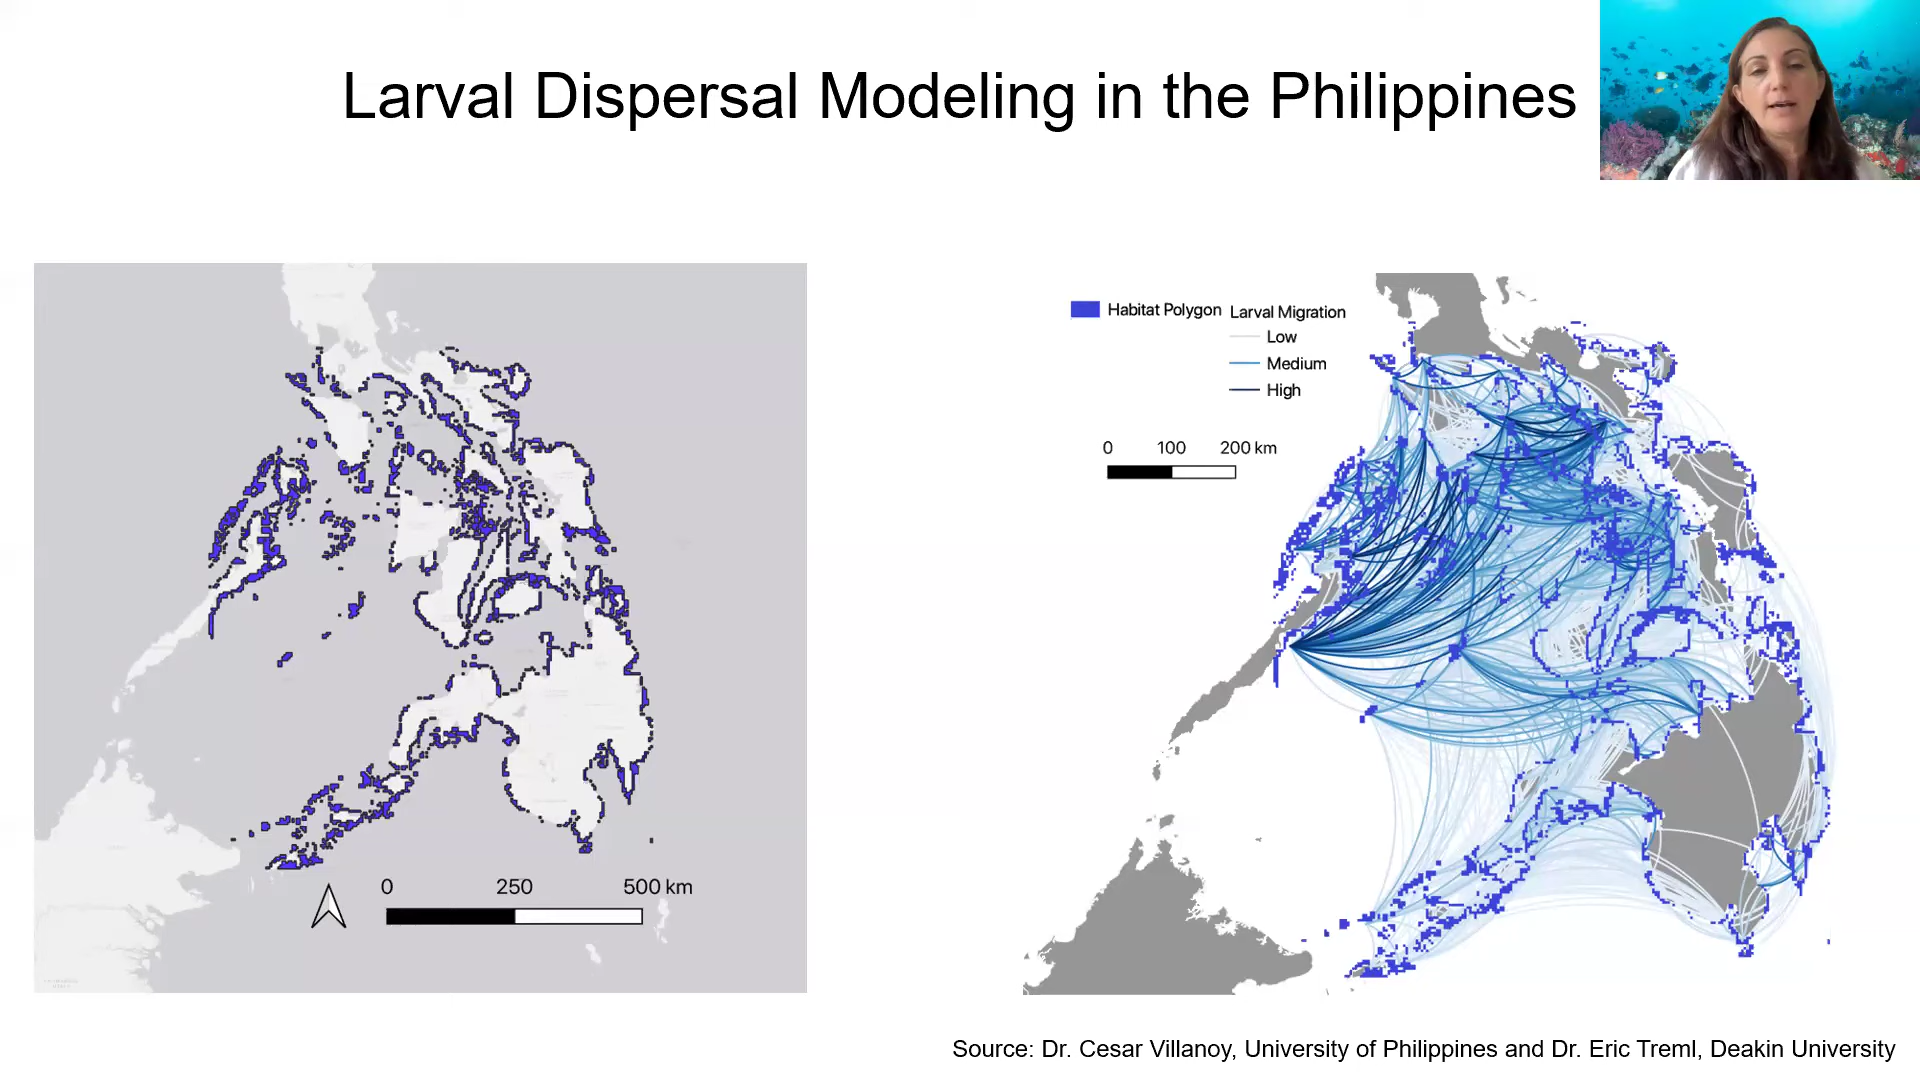 Larval Dispersal Modeling in the Philippines
Habitat Polygon
Larval Migration
Low
Medium
High
0 100 200 km
0 250 500 km
Source: Dr. Cesar Villanoy, University of Philippines and Dr. Eric Treml, Deakin University